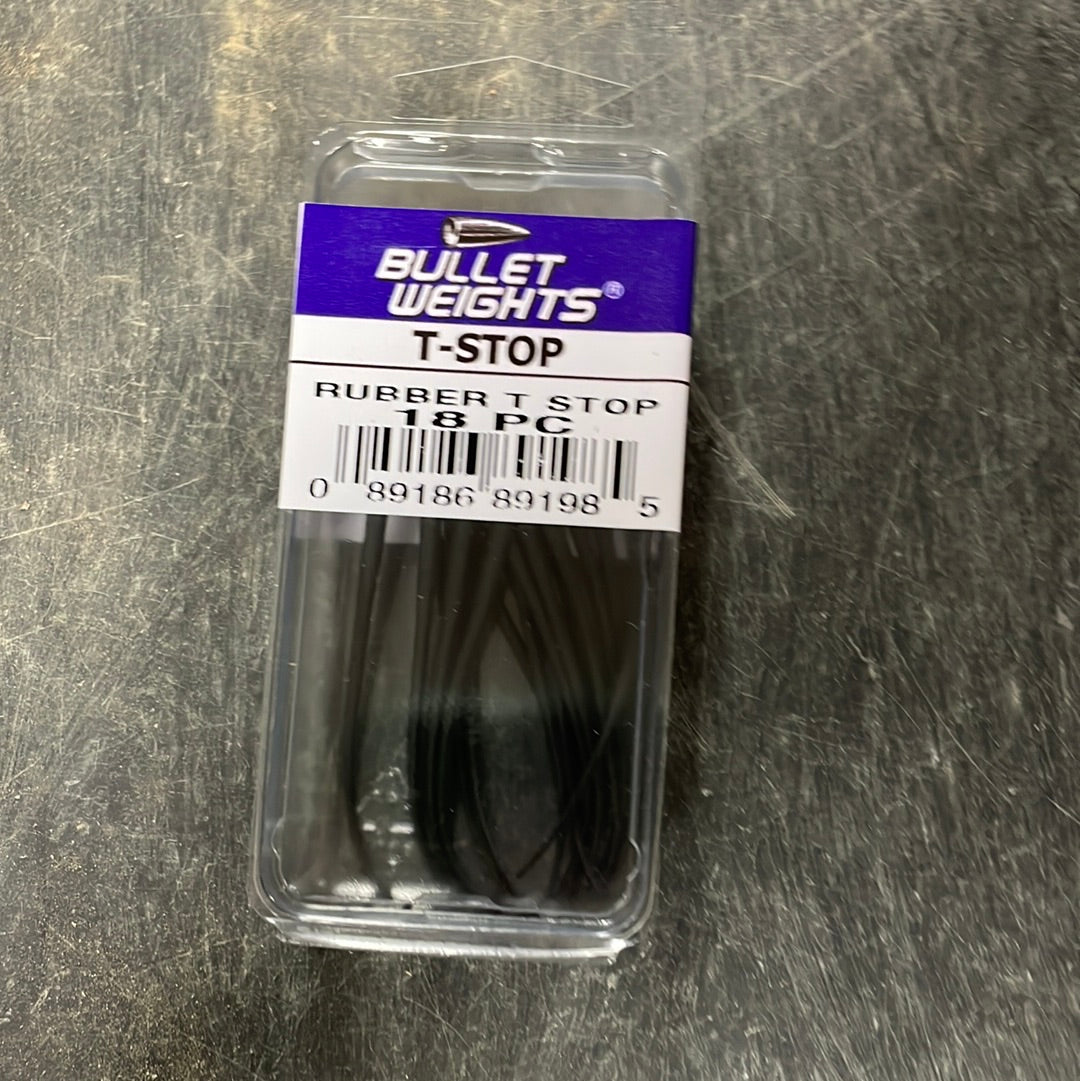 BULLET
WEIGHTS®
T-STOP
RUBBER T STOP
18 PC
0 89186 89198 5